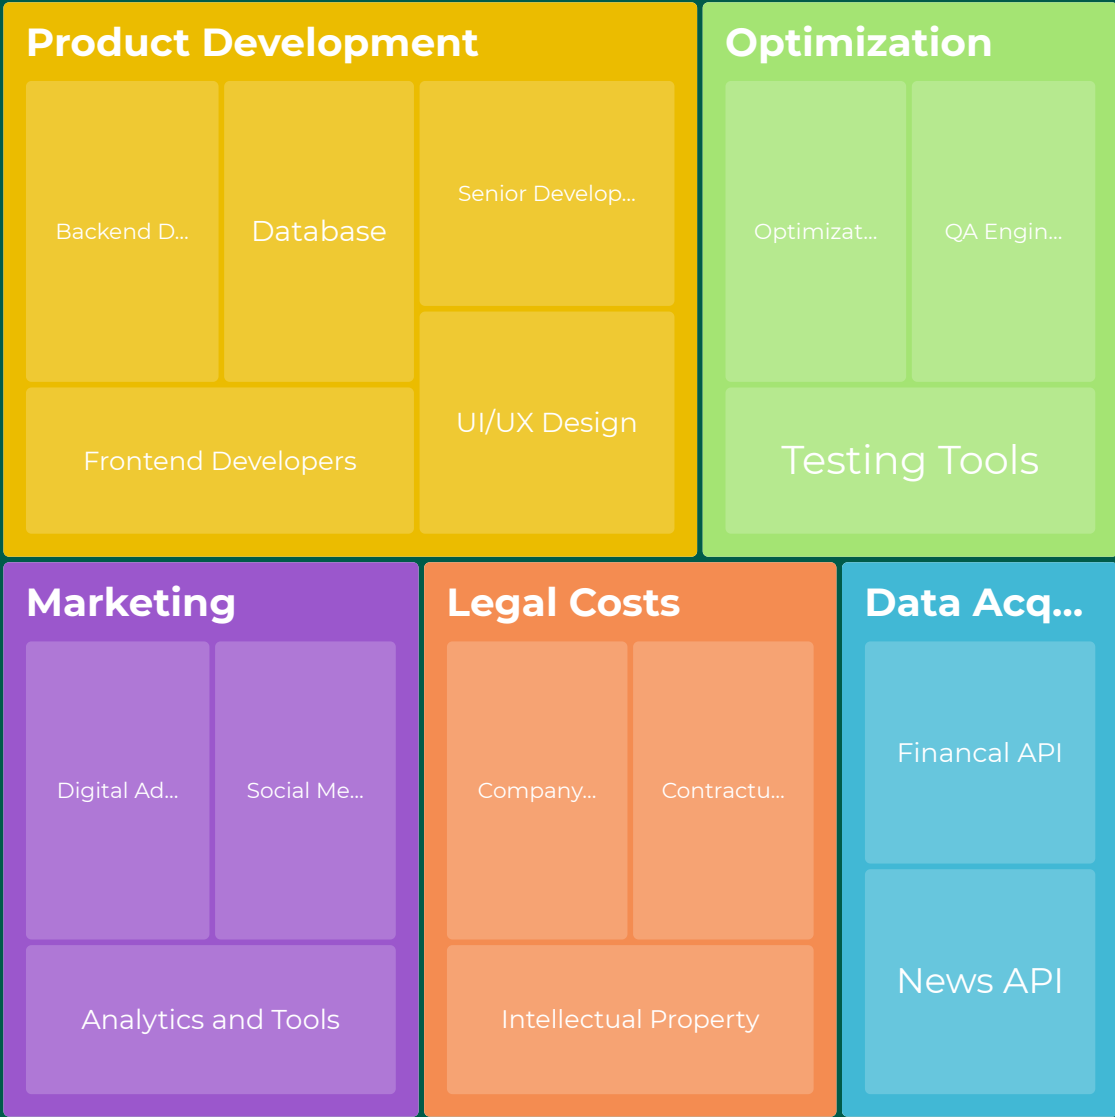 Product Development
Backend D...
Database
Senior Develop...
UI/UX Design
Frontend Developers
Optimization
Optimizat...
QA Engin...
Testing Tools
Marketing
Digital Ad...
Social Me...
Analytics and Tools
Legal Costs
Company...
Contractu...
Intellectual Property
Data Acq...
Financal API
News API